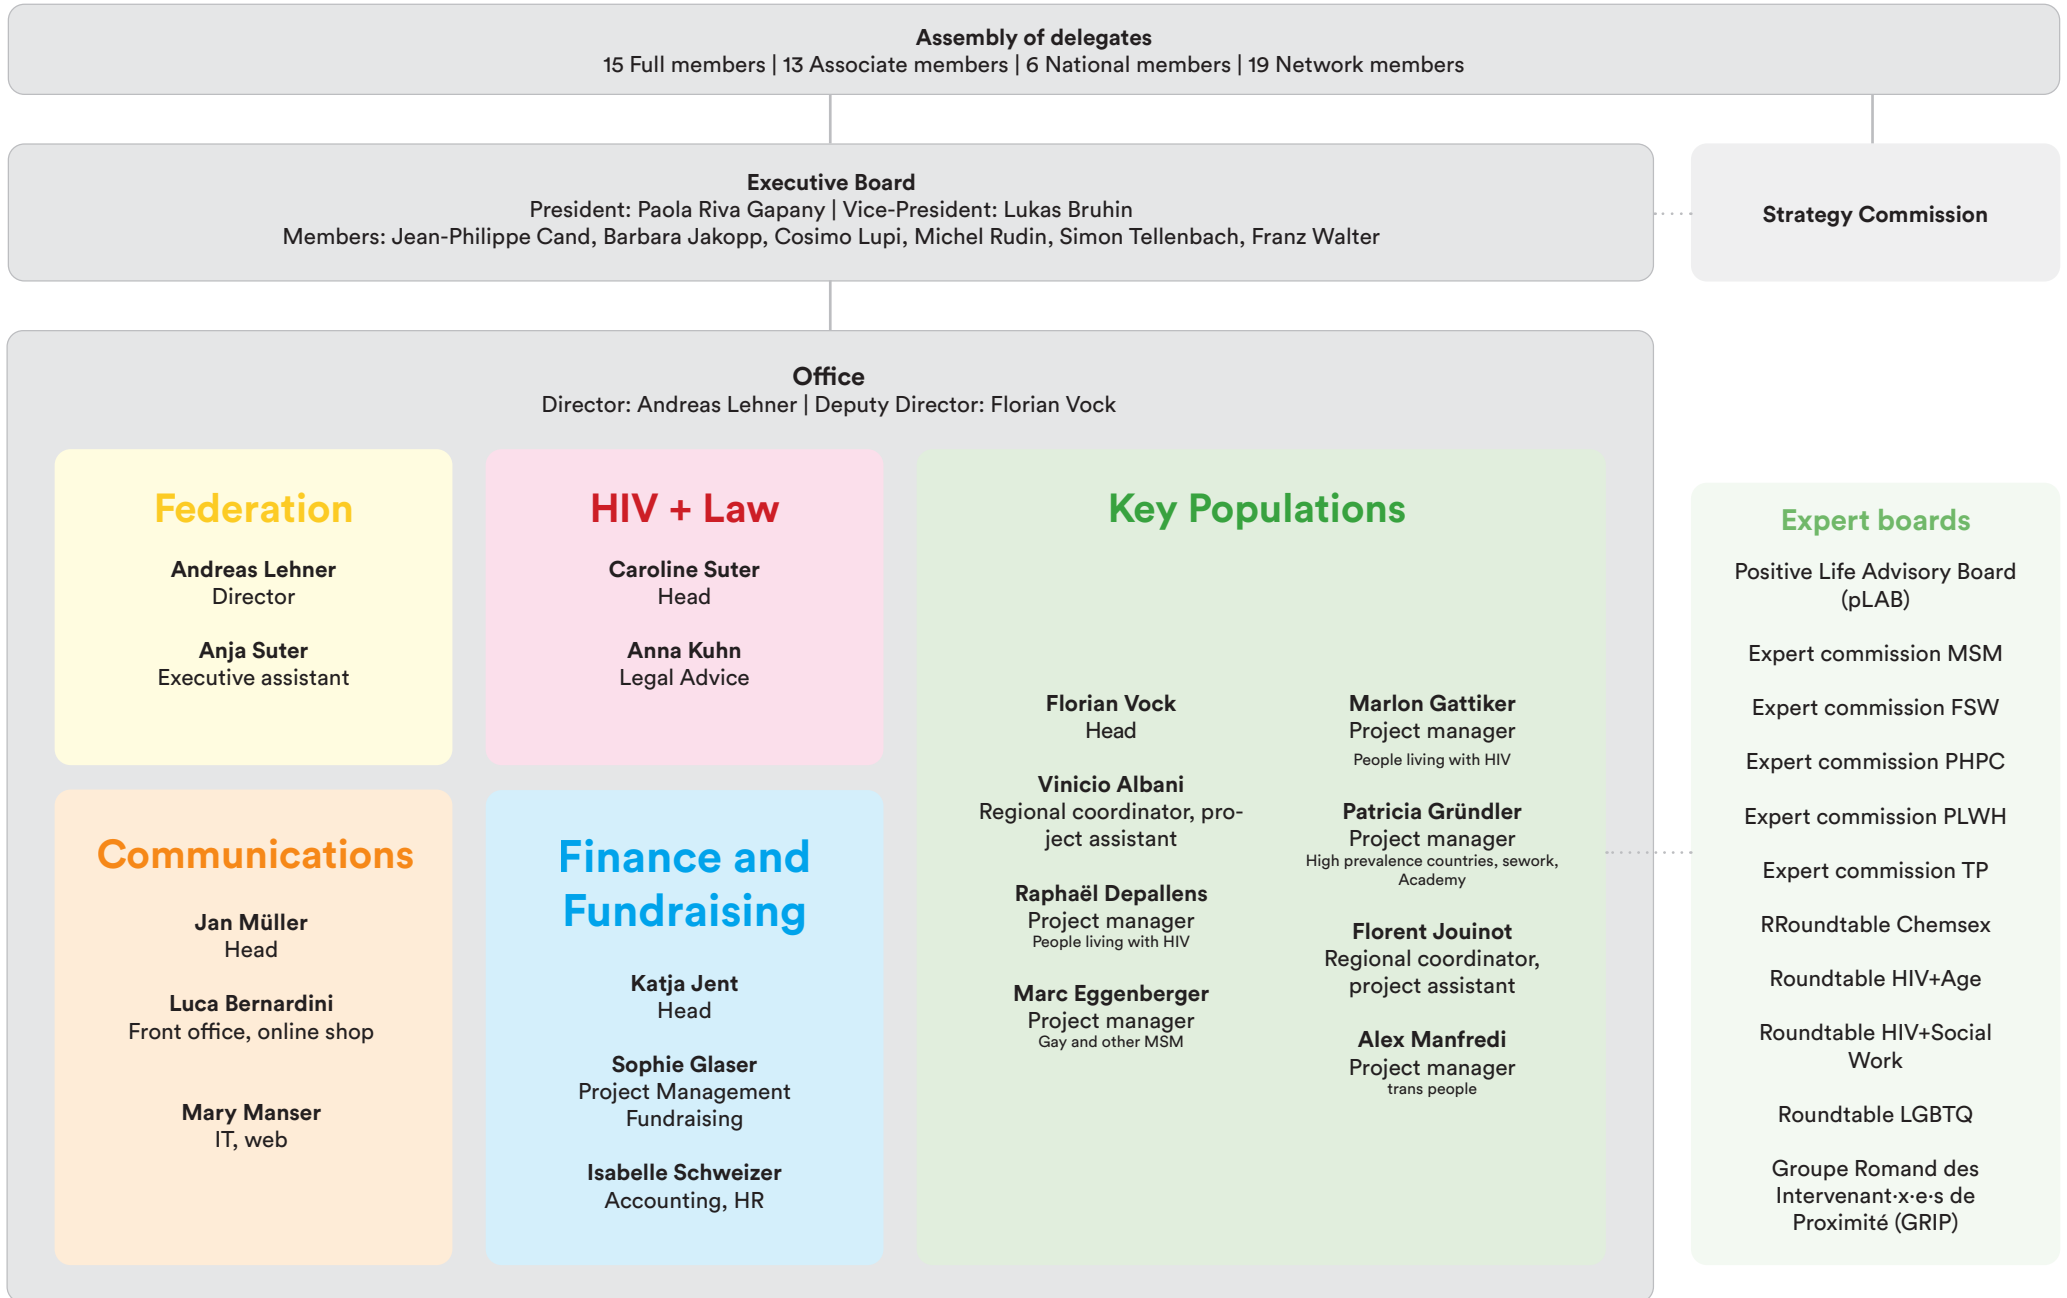 Assembly of delegates
15 Full members | 13 Associate members | 6 National members | 19 Network members
Executive Board
President: Paola Riva Gapany | Vice-President: Lukas Bruhin
Members: Jean-Philippe Cand, Barbara Jakopp, Cosimo Lupi, Michel Rudin, Simon Tellenbach, Franz Walter
Strategy Commission
Office
Director: Andreas Lehner | Deputy Director: Florian Vock
Federation
Andreas Lehner
Director
Anja Suter
Executive assistant
HIV + Law
Caroline Suter
Head
Anna Kuhn
Legal Advice
Communications
Jan Müller
Head
Luca Bernardini
Front office, online shop
Mary Manser
IT, web
Finance and
Fundraising
Katja Jent
Head
Sophie Glaser
Project Management
Fundraising
Isabelle Schweizer
Accounting, HR
Key Populations
Florian Vock
Head
Vinicio Albani
Regional coordinator, pro-
ject assistant
Raphaël Depallens
Project manager
People living with HIV
Marc Eggenberger
Project manager
Gay and other MSM
Marlon Gattiker
Project manager
People living with HIV
Patricia Gründler
Project manager
High prevalence countries, sework,
Academy
Florent Jouinot
Regional coordinator,
project assistant
Alex Manfredi
Project manager
trans people
Expert boards
Positive Life Advisory Board
(pLAB)
Expert commission MSM
Expert commission FSW
Expert commission PHPC
Expert commission PLWH
Expert commission TP
RRoundtable Chemsex
Roundtable HIV+Age
Roundtable HIV+Social
Work
Roundtable LGBTQ
Groupe Romand des
Intervenant·x·e·s de
Proximité (GRIP)